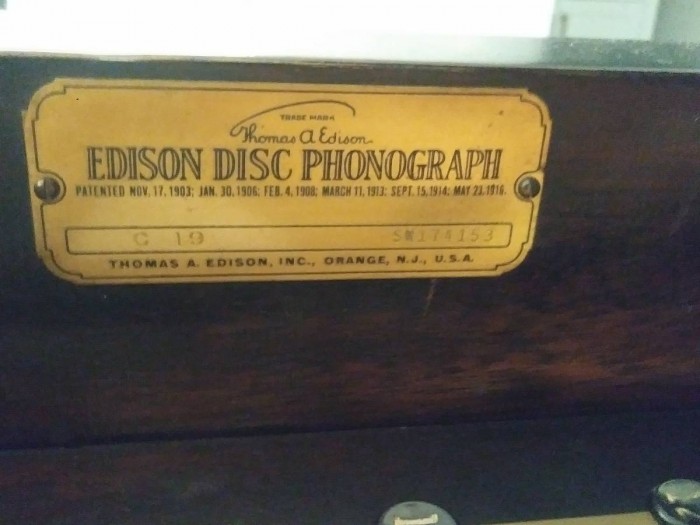 TRADE MARK
Thomas A Edison
EDISON DISC PHONOGRAPH
PATENTED NOV. 17, 1903; JAN. 30, 1906; FEB. 4, 1908; MARCH 11, 1913; SEPT. 15, 1914; MAY 23, 1916.
C 19 SM174153
THOMAS A. EDISON, INC., ORANGE, N.J., U.S.A.